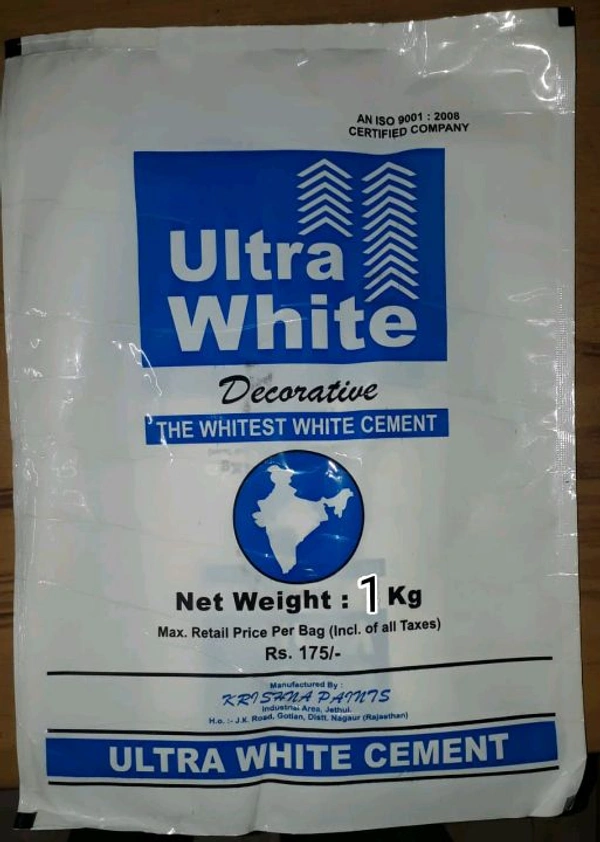 AN ISO 9001 : 2008
CERTIFIED COMPANY
Ultra
White
Decorative
THE WHITEST WHITE CEMENT
Net Weight : 1 Kg
Max. Retail Price Per Bag (Incl. of all Taxes)
Rs. 175/-
Manufactured By :
KRISHNA PAINTS
Industrial Area, Jethul.
H.o. :- J.K. Road, Gotan, Distt. Nagaur (Rajasthan)
ULTRA WHITE CEMENT